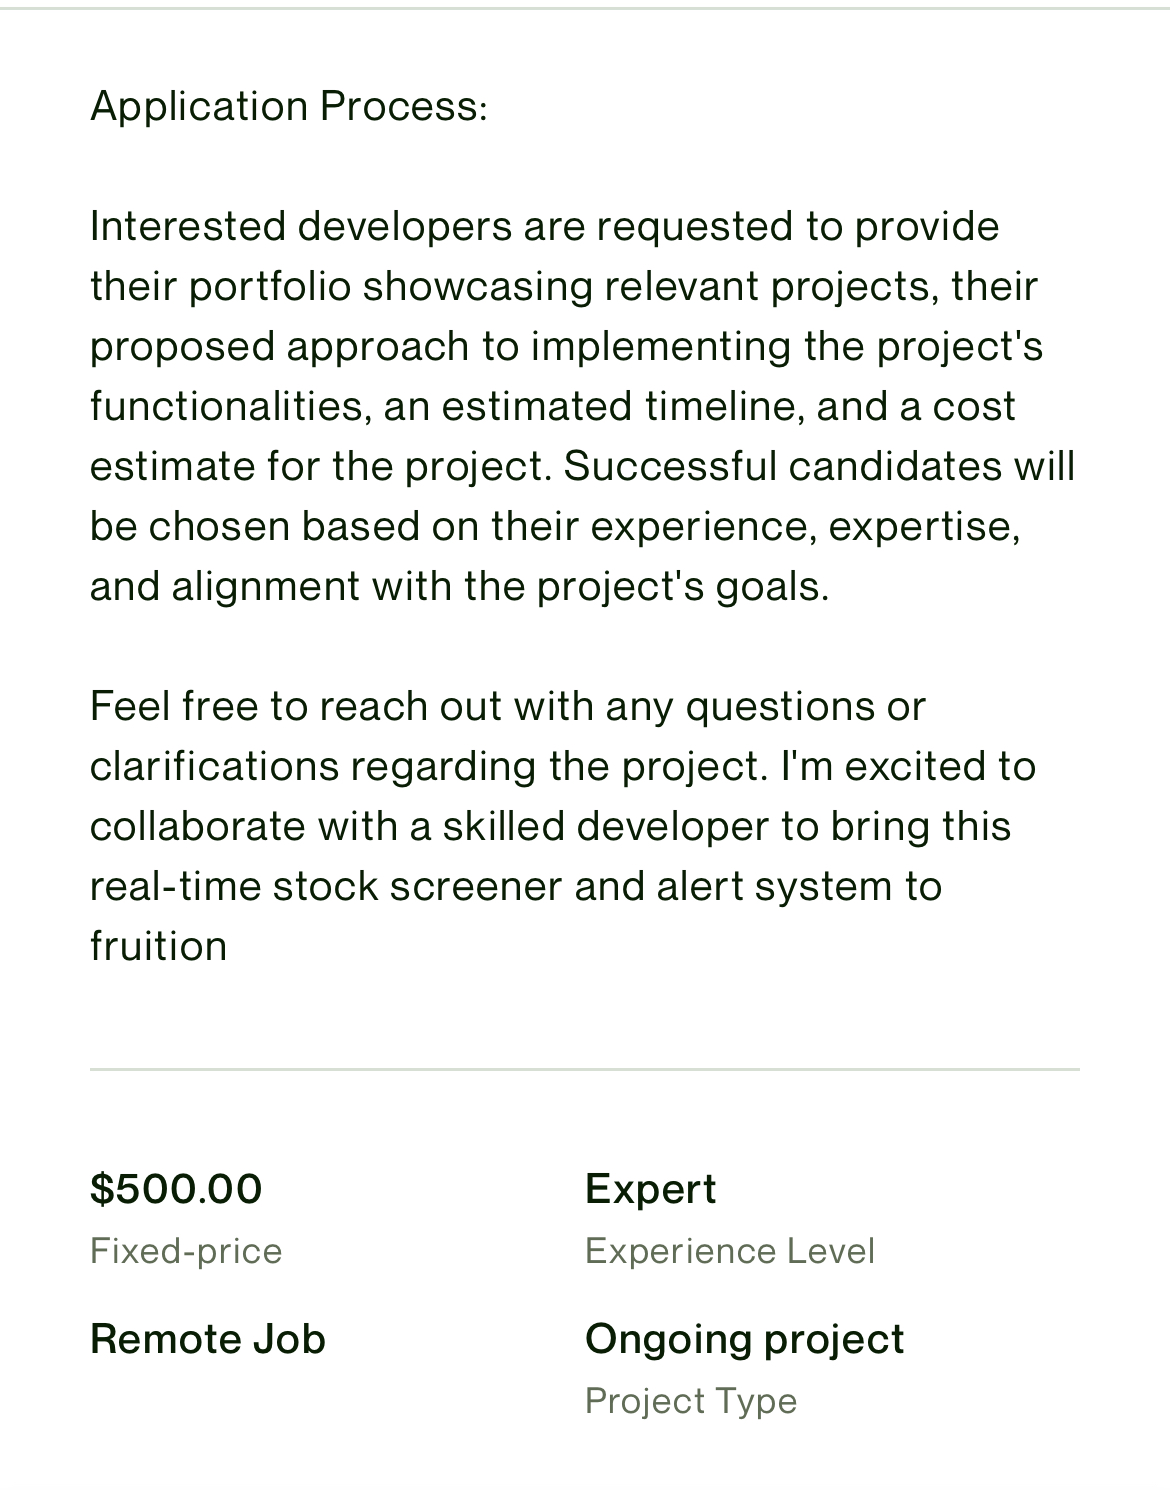 Application Process:
Interested developers are requested to provide
their portfolio showcasing relevant projects, their
proposed approach to implementing the project's
functionalities, an estimated timeline, and a cost
estimate for the project. Successful candidates will
be chosen based on their experience, expertise,
and alignment with the project's goals.
Feel free to reach out with any questions or
clarifications regarding the project. I'm excited to
collaborate with a skilled developer to bring this
real-time stock screener and alert system to
fruition
$500.00
Fixed-price
Expert
Experience Level
Remote Job
Ongoing project
Project Type